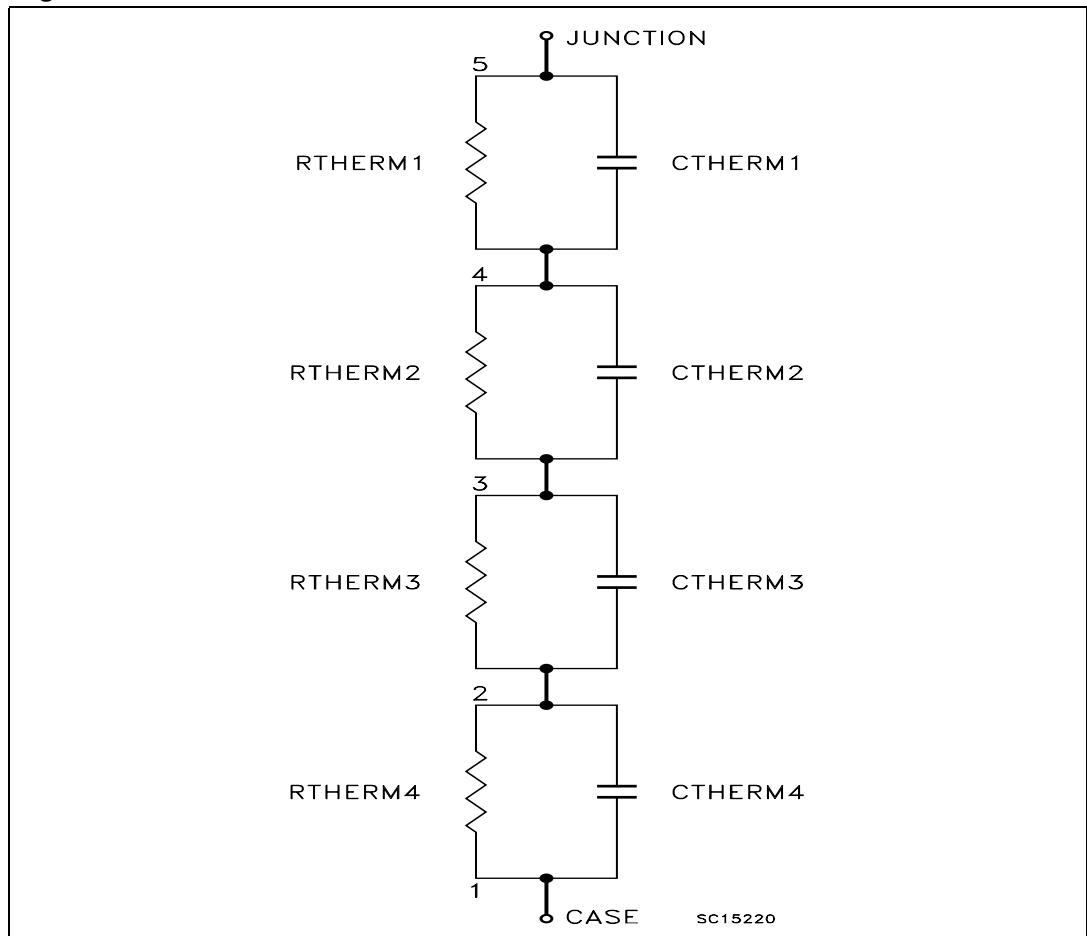 JUNCTION
5
RTHERM1 CTHERM1
4
RTHERM2 CTHERM2
3
RTHERM3 CTHERM3
2
RTHERM4 CTHERM4
1
CASE SC15220